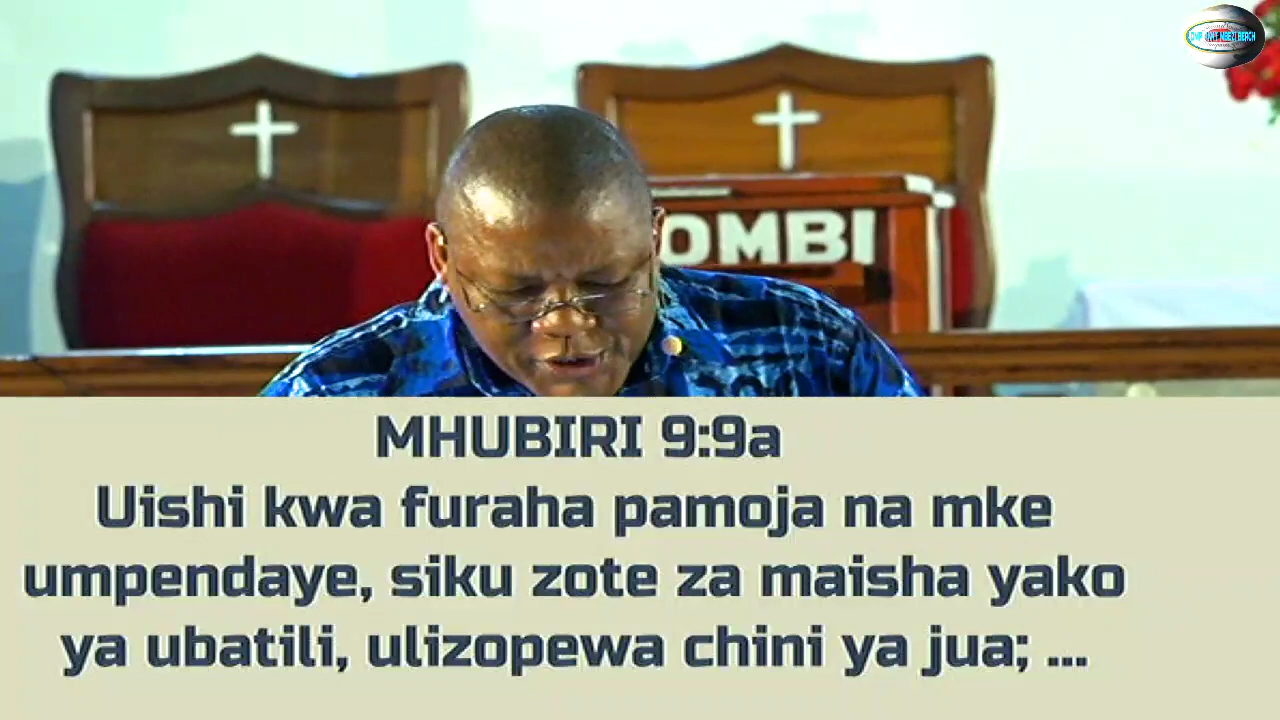 OMBI
MHUBIRI 9:9a
Uishi kwa furaha pamoja na mke
umpendaye, siku zote za maisha yako
ya ubatili, ulizopewa chini ya jua; ...